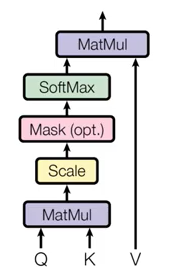 MatMul
SoftMax
Mask (opt.)
Scale
MatMul
Q K V